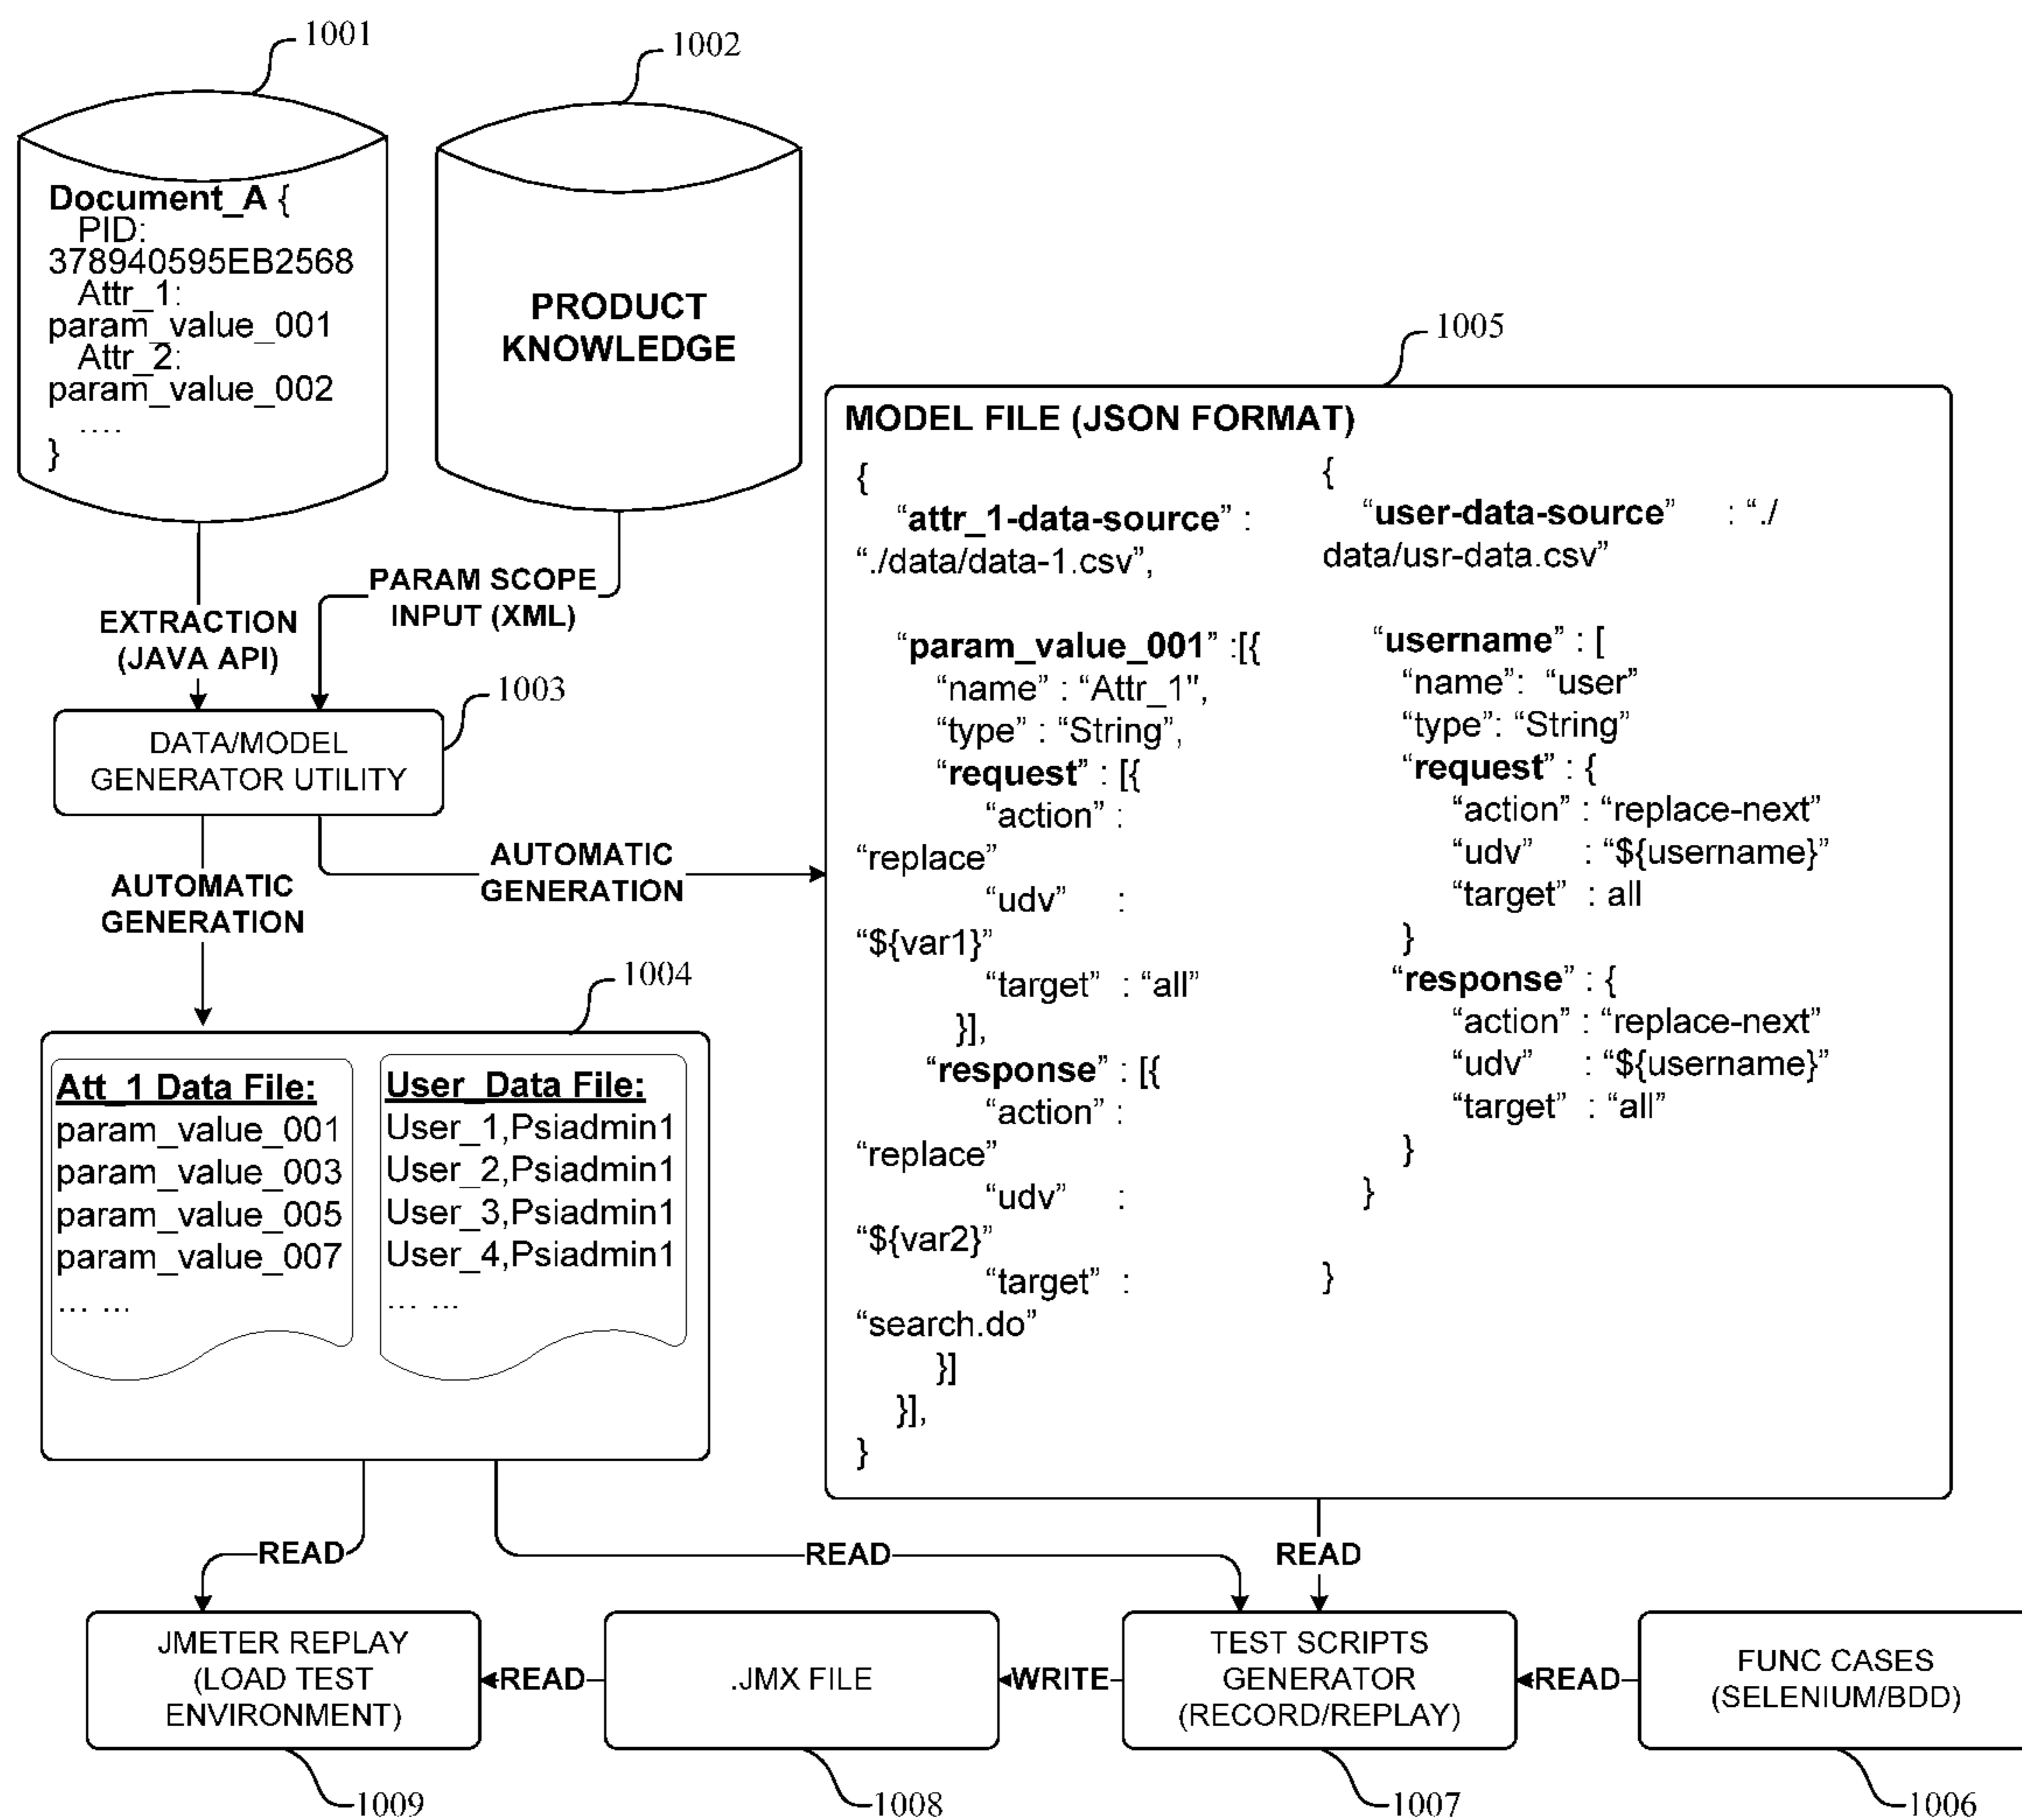 1001
1002
Document_A {
PID:
378940595EB2568
Attr_1:
param_value_001
Attr_2:
param_value_002
....
}
PRODUCT
KNOWLEDGE
EXTRACTION
(JAVA API)
PARAM SCOPE
INPUT (XML)
1003
DATA/MODEL
GENERATOR UTILITY
AUTOMATIC
GENERATION
AUTOMATIC
GENERATION
1004
Att_1 Data File:
param_value_001
param_value_003
param_value_005
param_value_007
... ...
User_Data File:
User_1,Psiadmin1
User_2,Psiadmin1
User_3,Psiadmin1
User_4,Psiadmin1
... ...
1005
MODEL FILE (JSON FORMAT)
{
“attr_1-data-source” :
“./data/data-1.csv”,
“param_value_001” :[{
“name” : “Attr_1",
“type” : “String”,
“request” : [{
“action” :
“replace”
“udv” :
“${var1}”
“target” : “all”
}],
“response” : [{
“action” :
“replace”
“udv” :
“${var2}”
“target” :
“search.do”
}]
}],
}
{
“user-data-source” : “./
data/usr-data.csv”
“username” : [
“name”: “user”
“type”: “String”
“request” : {
“action” : “replace-next”
“udv” : “${username}”
“target” : all
}
“response” : {
“action” : “replace-next”
“udv” : “${username}”
“target” : “all”
}
}
}
READ
READ
READ
JMETER REPLAY
(LOAD TEST
ENVIRONMENT)
READ
.JMX FILE
WRITE
TEST SCRIPTS
GENERATOR
(RECORD/REPLAY)
READ
FUNC CASES
(SELENIUM/BDD)
1009
1008
1007
1006